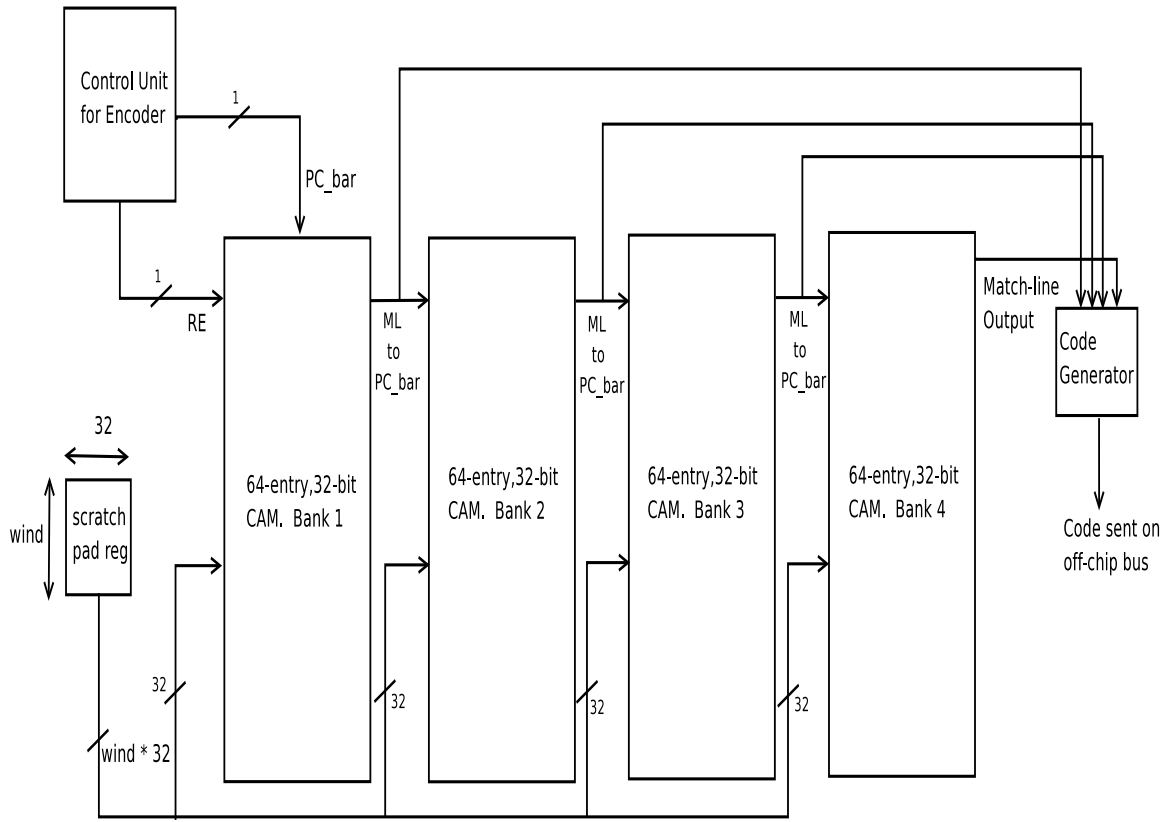 Control Unit
for Encoder
1
PC_bar
1
RE
ML
to
PC_bar
ML
to
PC_bar
ML
to
PC_bar
Match-line
Output
Code
Generator
32
wind
scratch
pad reg
64-entry,32-bit
CAM. Bank 1
64-entry,32-bit
CAM. Bank 2
64-entry,32-bit
CAM. Bank 3
64-entry,32-bit
CAM. Bank 4
Code sent on
off-chip bus
32
32
32
32
wind * 32